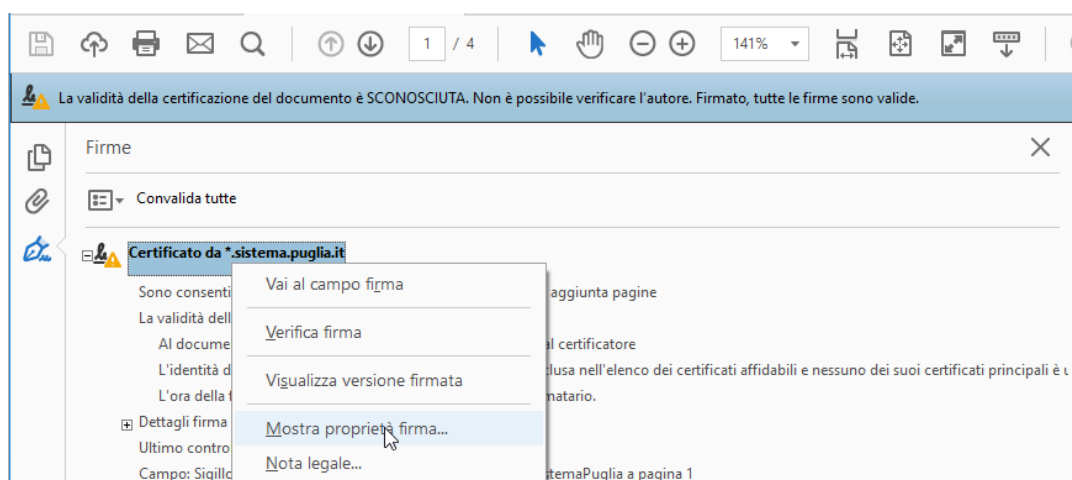 1 / 4
141%
La validità della certificazione del documento è SCONOSCIUTA. Non è possibile verificare l'autore. Firmato, tutte le firme sono valide.
Firme
Convalida tutte
Certificato da *.sistema.puglia.it
Sono consenti
aggiunta pagine
La validità dell
Al docume
al certificatore
L'identità d
lusa nell'elenco dei certificati affidabili e nessuno dei suoi certificati principali è
L'ora della f
matario.
Dettagli firma
Ultimo contro
Campo: Sigillo
stemaPuglia a pagina 1
Vai al campo firma
Verifica firma
Visualizza versione firmata
Mostra proprietà firma...
Nota legale...